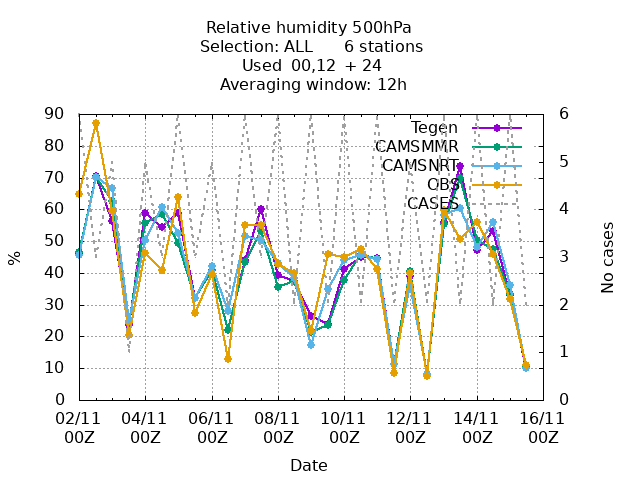 Relative humidity 500hPa
Selection: ALL 6 stations
Used 00,12 + 24
Averaging window: 12h
90
80
70
60
50
40
30
20
10
0
%
6
5
4
3
2
1
0
No cases
Tegen
CAMSMMR
CAMSNRT
OBS
CASES
02/11 04/11 06/11 08/11 10/11 12/11 14/11 16/11
00Z 00Z 00Z 00Z 00Z 00Z 00Z 00Z
Date